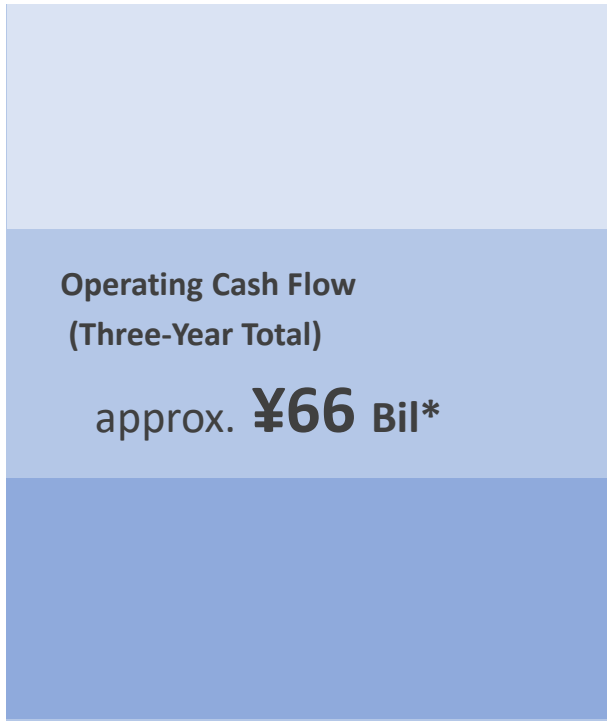 Operating Cash Flow
(Three-Year Total)
approx. ¥66 Bil*